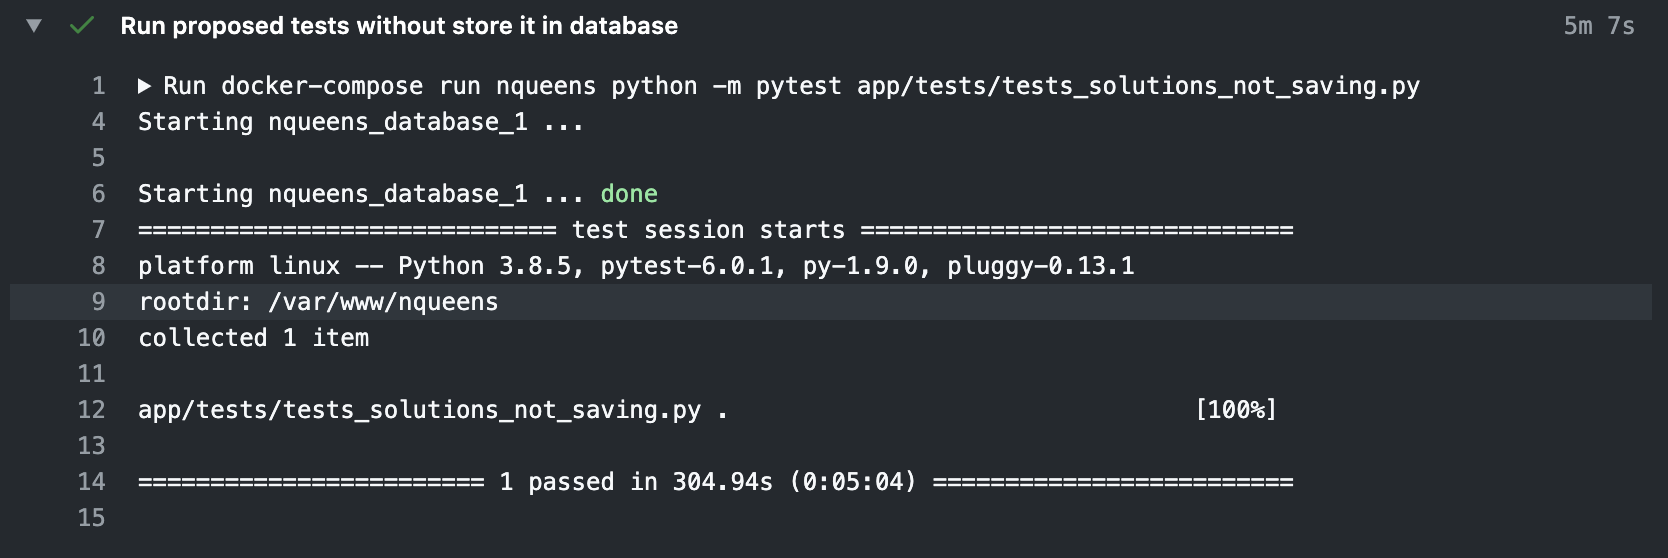 Run proposed tests without store it in database 5m 7s
1 Run docker-compose run nqueens python -m pytest app/tests/tests_solutions_not_saving.py
4 Starting nqueens_database_1 ...
5
6 Starting nqueens_database_1 ... done
7 ============================= test session starts ==============================
8 platform linux -- Python 3.8.5, pytest-6.0.1, py-1.9.0, pluggy-0.13.1
9 rootdir: /var/www/nqueens
10 collected 1 item
11
12 app/tests/tests_solutions_not_saving.py . [100%]
13
14 ======================== 1 passed in 304.94s (0:05:04) =========================
15